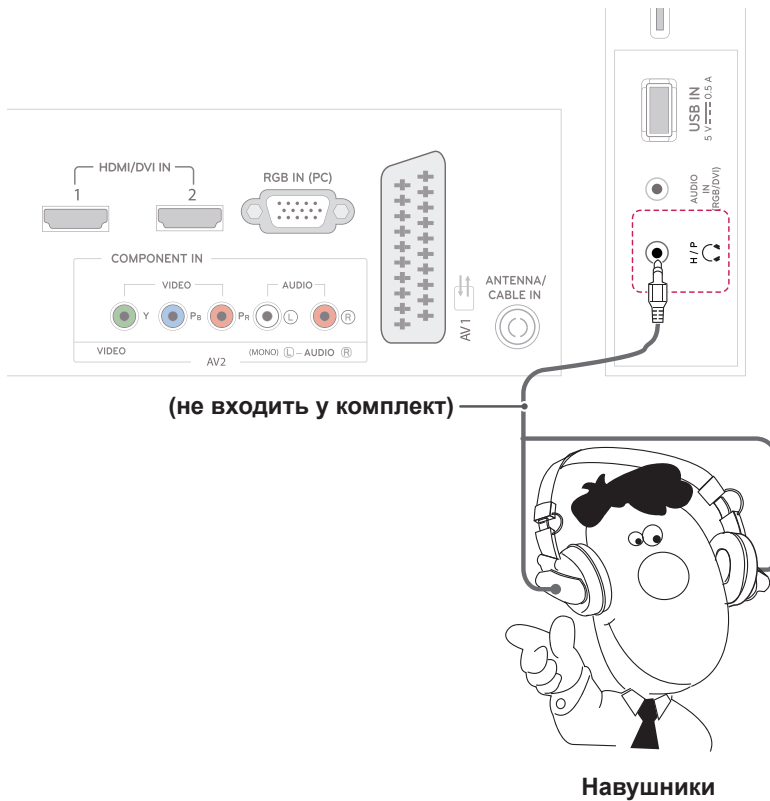 HDMI/DVI IN
1 2
RGB IN (PC)
COMPONENT IN
VIDEO AUDIO
Y PB PR L R
VIDEO (MONO) L – AUDIO R
AV2
AV1
ANTENNA/
CABLE IN
USB IN
5 V 0.5 A
AUDIO
IN
(RGB/DVI)
H / P
(не входить у комплект)
Навушники